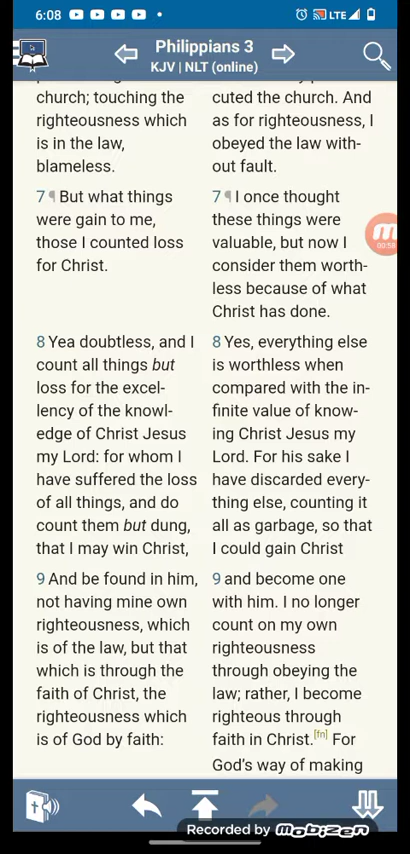 6:08
LTE
Philippians 3
KJV | NLT (online)
church; touching the
righteousness which
is in the law,
blameless.
7 ¶ But what things
were gain to me,
those I counted loss
for Christ.
8 Yea doubtless, and I
count all things but
loss for the excel-
lency of the knowl-
edge of Christ Jesus
my Lord: for whom I
have suffered the loss
of all things, and do
count them but dung,
that I may win Christ,
9 And be found in him,
not having mine own
righteousness, which
is of the law, but that
which is through the
faith of Christ, the
righteousness which
is of God by faith:
cuted the church. And
as for righteousness, I
obeyed the law with-
out fault.
7 ¶ I once thought
these things were
valuable, but now I
consider them worth-
less because of what
Christ has done.
8 Yes, everything else
is worthless when
compared with the in-
finite value of know-
ing Christ Jesus my
Lord. For his sake I
have discarded every-
thing else, counting it
all as garbage, so that
I could gain Christ
9 and become one
with him. I no longer
count on my own
righteousness
through obeying the
law; rather, I become
righteous through
faith in Christ.[fn] For
God's way of making
00:58
Recorded by mobizen